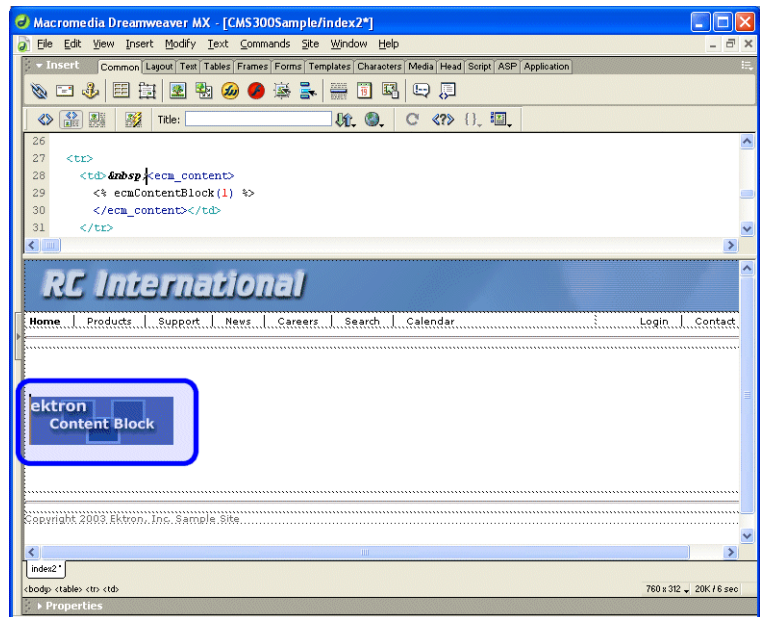 Macromedia Dreamweaver MX - [CMS300Sample/index2*]
File Edit View Insert Modify Text Commands Site Window Help
Insert Common Layout Text Tables Frames Forms Templates Characters Media Head Script ASP Application
Title:
26
27 <tr>
28 <td>&nbsp;<ecm_content>
29 <% ecmContentBlock(1) %>
30 </ecm_content></td>
31 </tr>
RC International
Home | Products | Support | News | Careers | Search | Calendar Login | Contact
ektron
Content Block
Copyright 2003 Ektron, Inc. Sample Site
index2*
<body> <table> <tr> <td> 760 x 312 20K / 6 sec
Properties